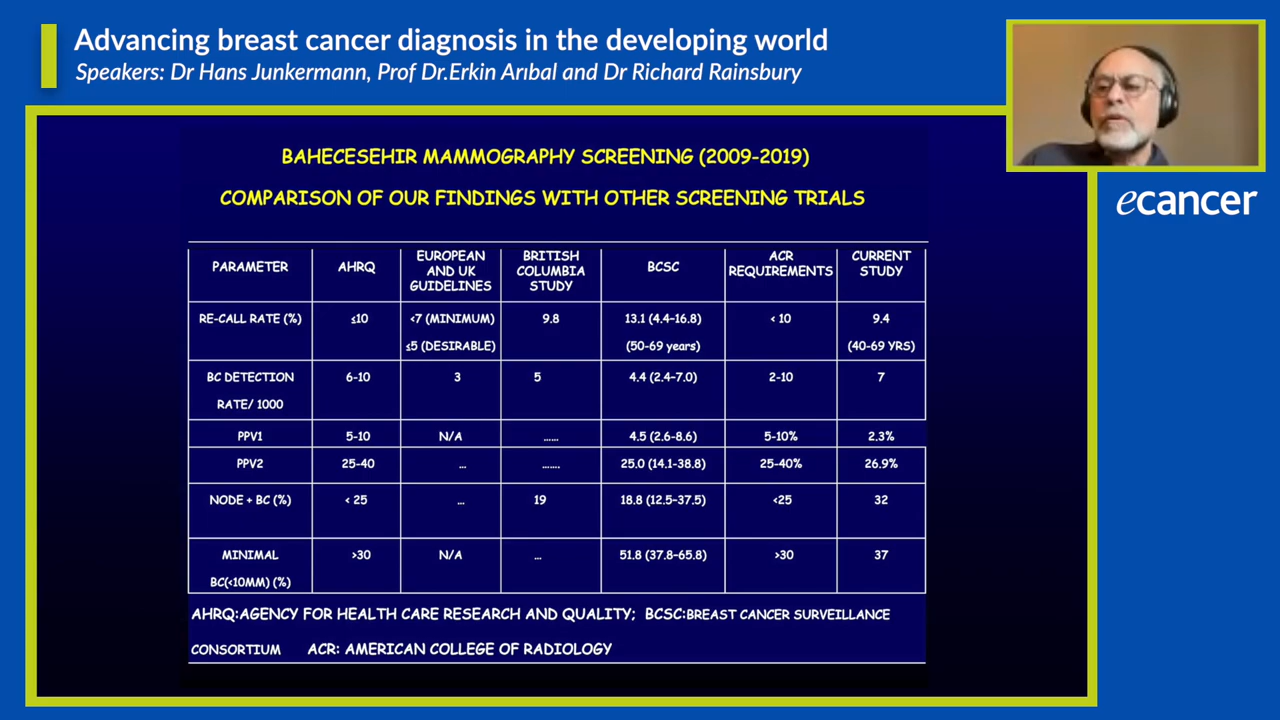 Advancing breast cancer diagnosis in the developing world
Speakers: Dr Hans Junkermann, Prof Dr.Erkin Arıbal and Dr Richard Rainsbury
ecancer
BAHECESEHIR MAMMOGRAPHY SCREENING (2009-2019)
COMPARISON OF OUR FINDINGS WITH OTHER SCREENING TRIALS
PARAMETER AHRQ EUROPEAN AND UK GUIDELINES BRITISH COLUMBIA STUDY BCSC ACR REQUIREMENTS CURRENT STUDY
RE-CALL RATE (%) ≤10 <7 (MINIMUM) ≤5 (DESIRABLE) 9.8 13.1 (4.4-16.8) (50-69 years) < 10 9.4 (40-69 YRS)
BC DETECTION RATE/ 1000 6-10 3 5 4.4 (2.4-7.0) 2-10 7
PPV1 5-10 N/A ...... 4.5 (2.6-8.6) 5-10% 2.3%
PPV2 25-40 ... ....... 25.0 (14.1-38.8) 25-40% 26.9%
NODE + BC (%) < 25 ... 19 18.8 (12.5-37.5) <25 32
MINIMAL BC(<10MM) (%) >30 N/A ... 51.8 (37.8-65.8) >30 37
AHRQ:AGENCY FOR HEALTH CARE RESEARCH AND QUALITY; BCSC:BREAST CANCER SURVEILLANCE
CONSORTIUM ACR: AMERICAN COLLEGE OF RADIOLOGY